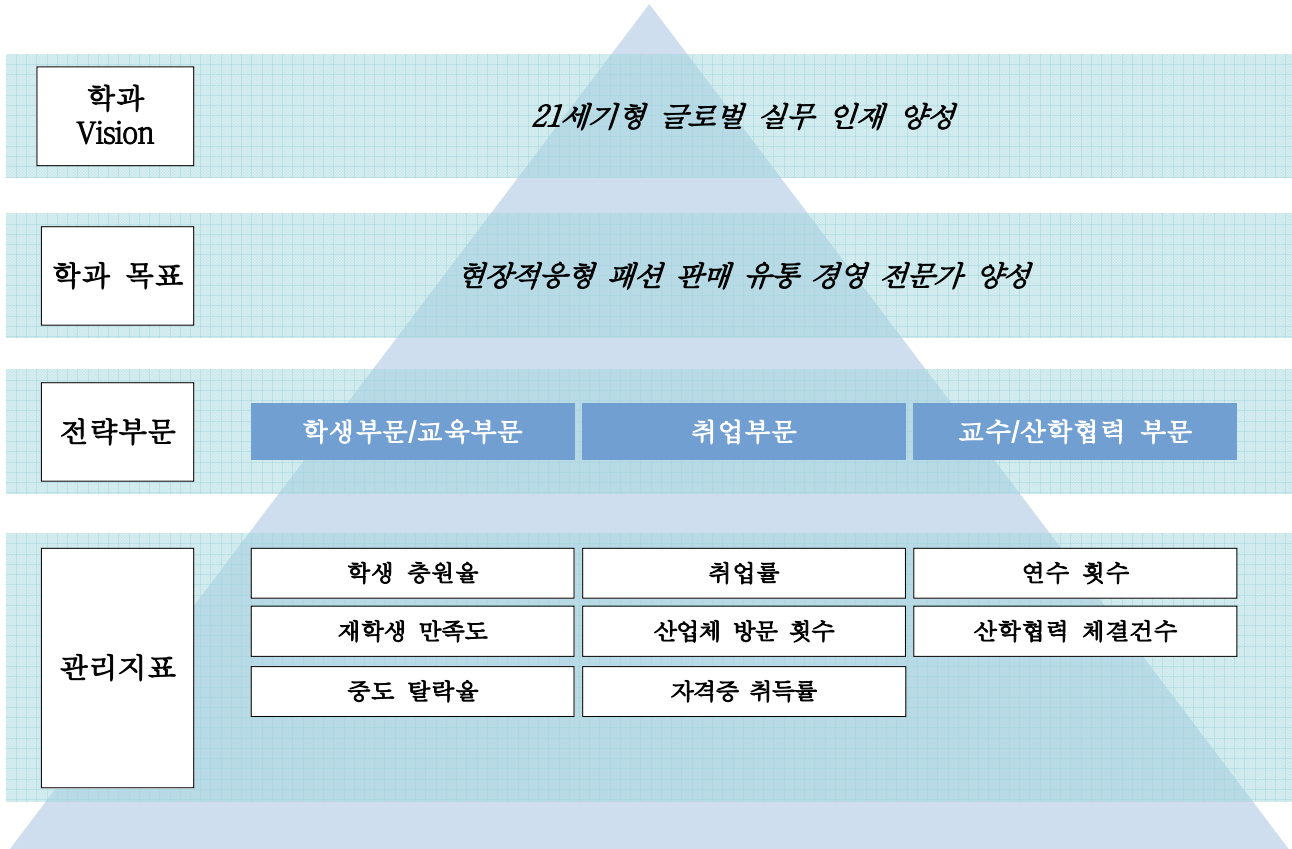 학과
Vision
21세기형 글로벌 실무 인재 양성
학과 목표
현장적응형 패션 판매 유통 경영 전문가 양성
전략부문
학생부문/교육부문
취업부문
교수/산학협력 부문
관리지표
학생 충원율
취업률
연수 횟수
재학생 만족도
산업체 방문 횟수
산학협력 체결건수
중도 탈락율
자격증 취득률